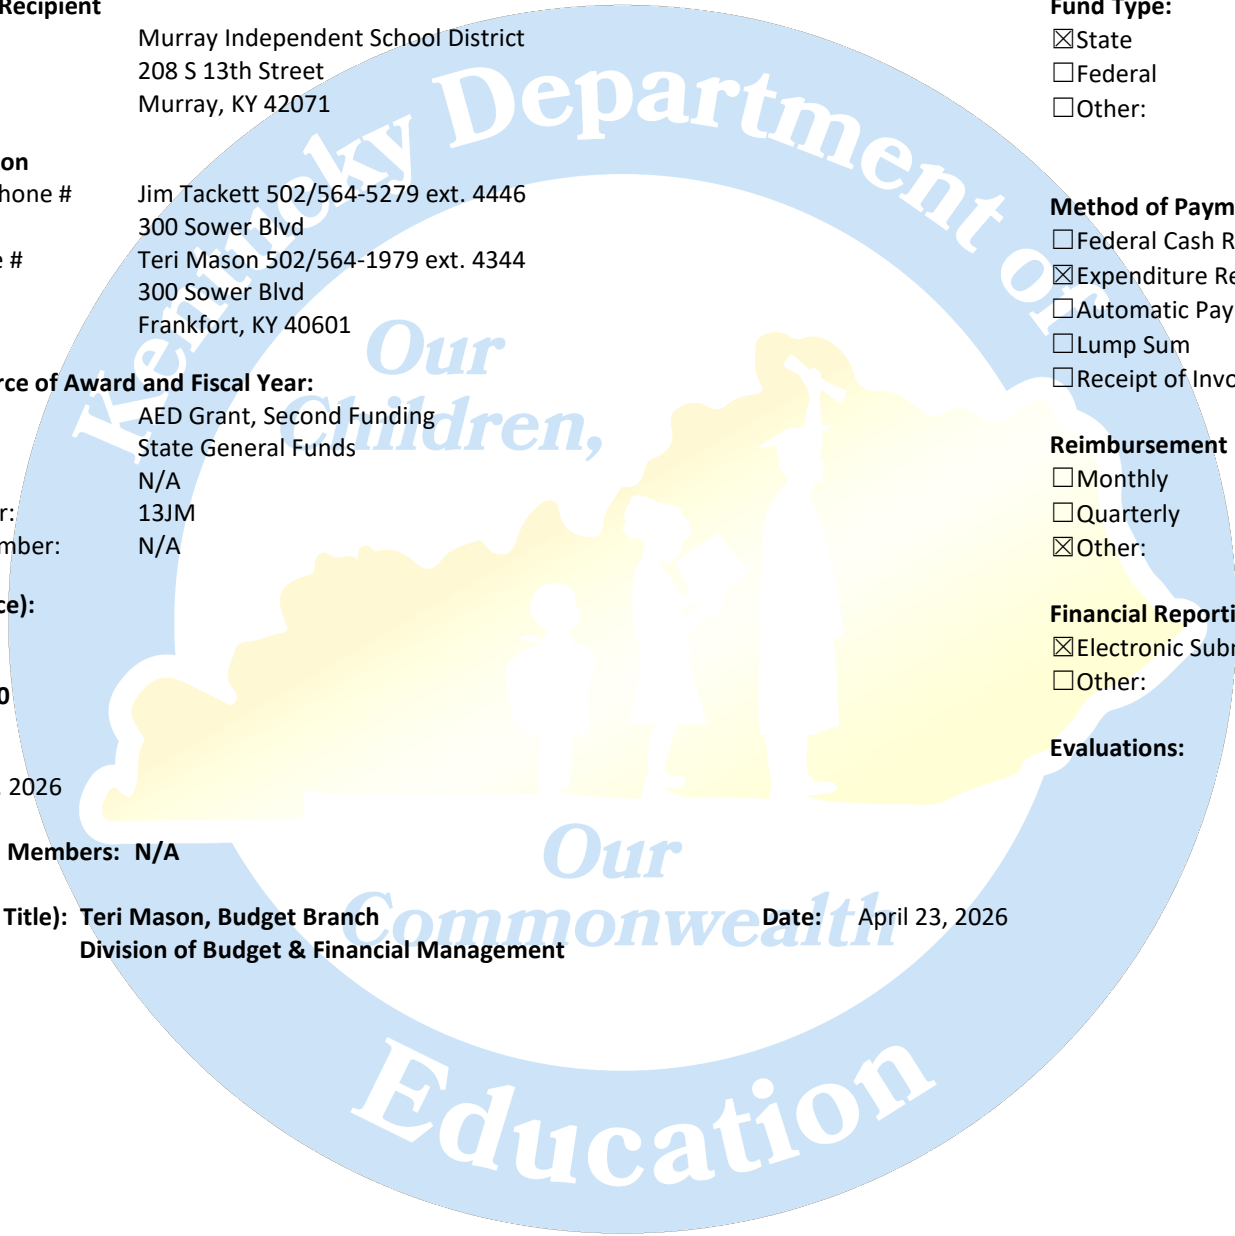 Recipient
Murray Independent School District
208 S 13th Street
Murray, KY 42071
on
hone # Jim Tackett 502/564-5279 ext. 4446
300 Sower Blvd
e # Teri Mason 502/564-1979 ext. 4344
300 Sower Blvd
Frankfort, KY 40601
rce of Award and Fiscal Year:
AED Grant, Second Funding
State General Funds
N/A
r: 13JM
mber: N/A
ce):
0
, 2026
Members: N/A
Title): Teri Mason, Budget Branch Date: April 23, 2026
Division of Budget & Financial Management
Fund Type:
☒State
☐Federal
☐Other:
Method of Paym
☐Federal Cash R
☒Expenditure Re
☐Automatic Pay
☐Lump Sum
☐Receipt of Invo
Reimbursement
☐Monthly
☐Quarterly
☒Other:
Financial Reporti
☒Electronic Subr
☐Other:
Evaluations:
Kentucky Department of
Education
Our
Children,
Our
Commonwealth